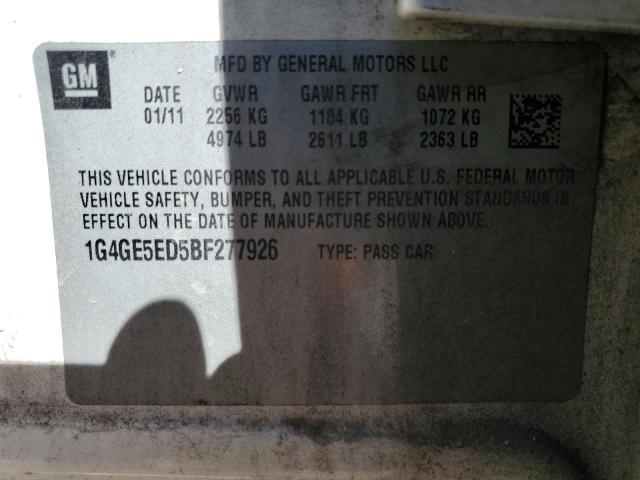 GM ®
MFD BY GENERAL MOTORS LLC
DATE GVWR GAWR FRT GAWR RR
01/11 2256 KG 1184 KG 1072 KG
4974 LB 2611 LB 2363 LB
THIS VEHICLE CONFORMS TO ALL APPLICABLE U.S. FEDERAL MOTOR
VEHICLE SAFETY, BUMPER, AND THEFT PREVENTION STANDARDS IN
EFFECT ON THE DATE OF MANUFACTURE SHOWN ABOVE.
1G4GE5ED5BF277926 TYPE: PASS CAR